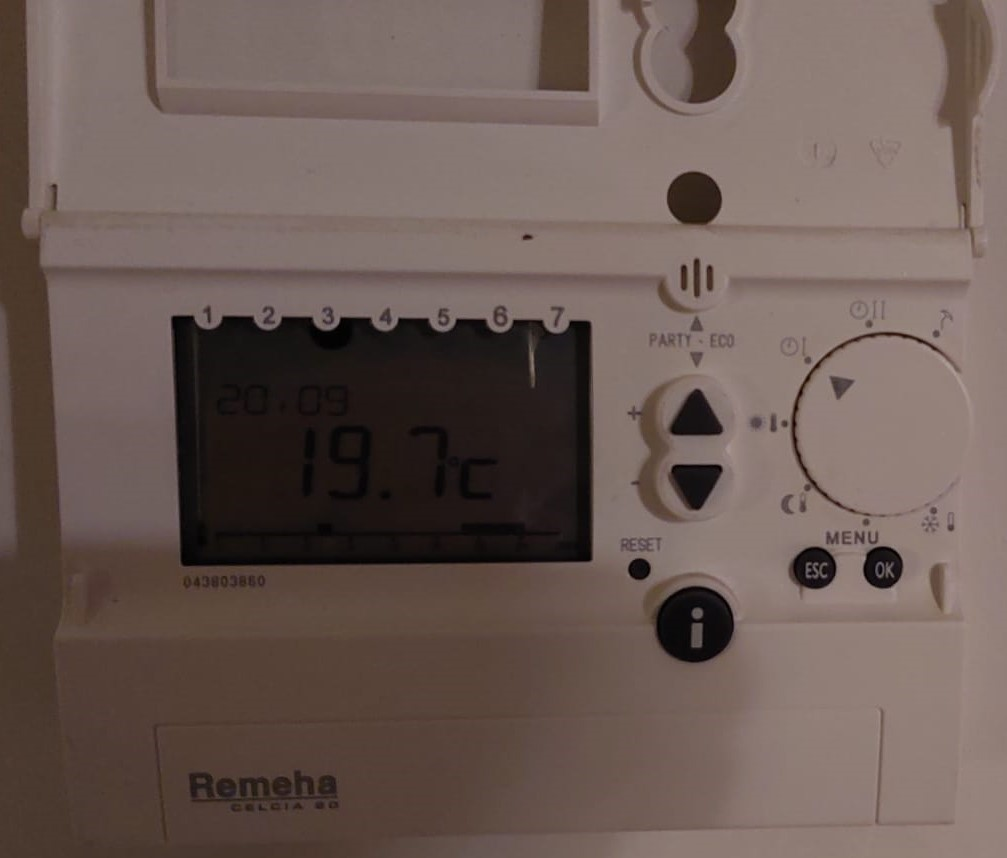 1 2 3 4 5 6 7
PARTY - ECO
20.09
+
19.7°C
-
RESET
MENU
ESC OK
043803860
i
Remeha
CELCIA 20